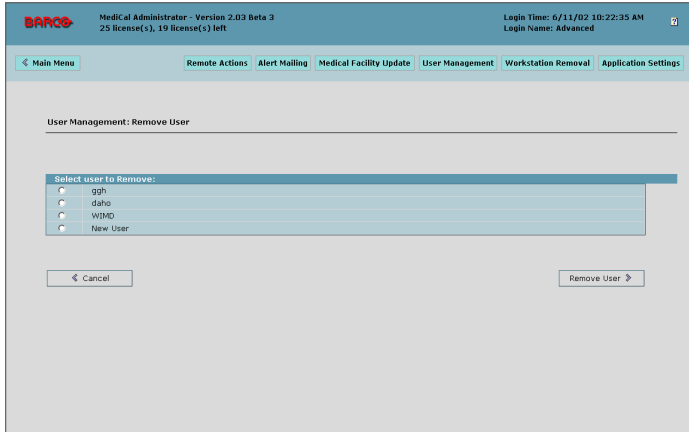 BARCO
MediCal Administrator - Version 2.03 Beta 3
25 license(s), 19 license(s) left
Login Time: 6/11/02 10:22:35 AM
Login Name: Advanced
?
Main Menu
Remote Actions
Alert Mailing
Medical Facility Update
User Management
Workstation Removal
Application Settings
User Management: Remove User
Select user to Remove:
ggh
daho
WIMD
New User
Cancel
Remove User